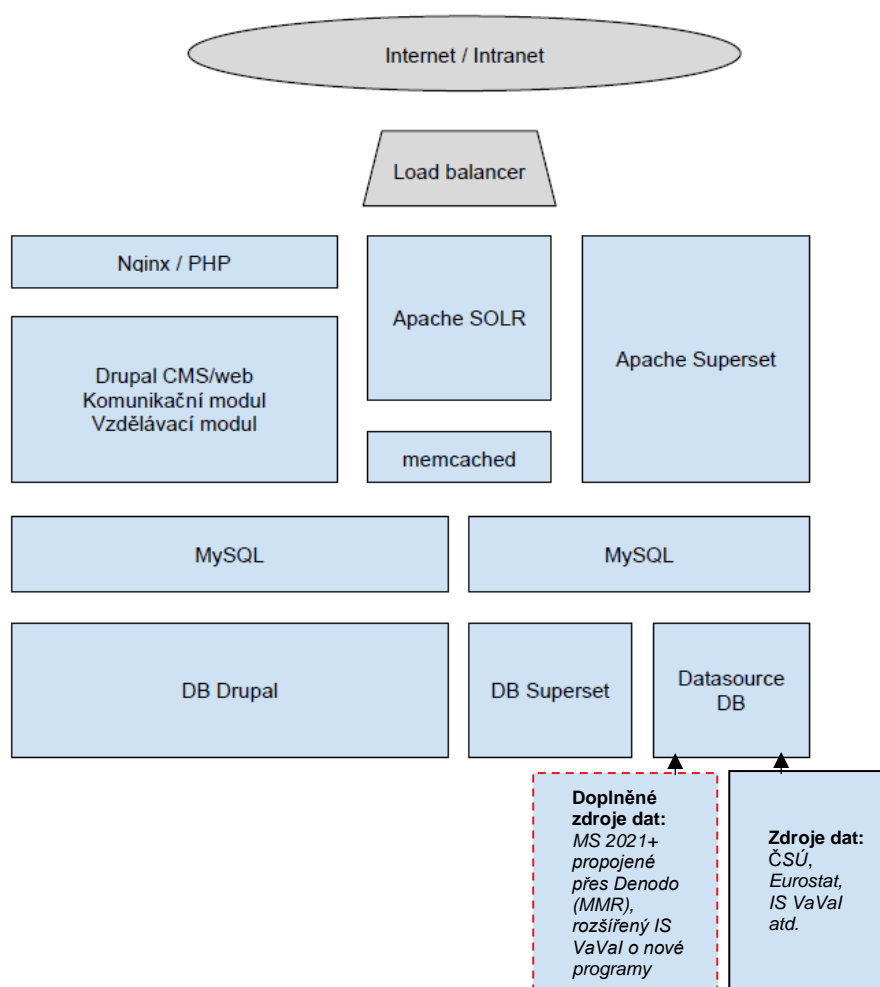 Internet / Intranet
Load balancer
Nginx / PHP
Apache SOLR
Apache Superset
Drupal CMS/web
Komunikační modul
Vzdělávací modul
memcached
MySQL
MySQL
DB Drupal
DB Superset
Datasource
DB
Doplněné
zdroje dat:
MS 2021+
propojené
přes Denodo
(MMR),
rozšířený IS
VaVaI o nové
programy
Zdroje dat:
ČSÚ,
Eurostat,
IS VaVaI
atd.